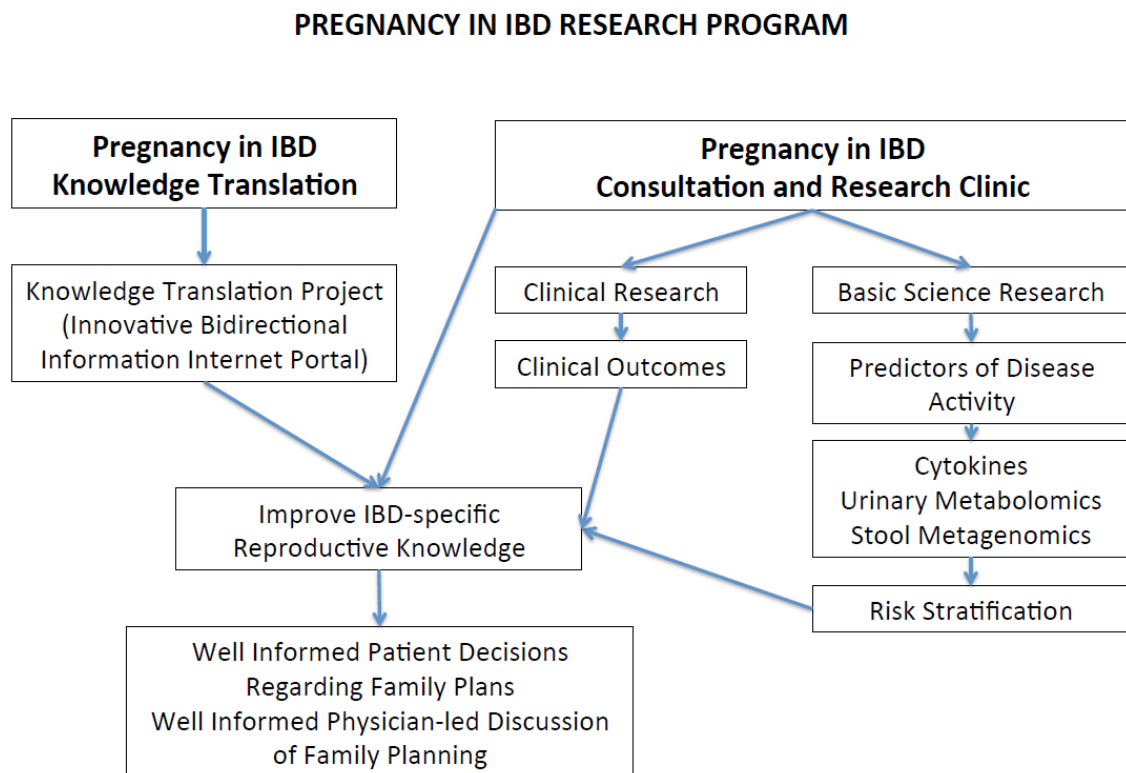 PREGNANCY IN IBD RESEARCH PROGRAM
Pregnancy in IBD
Knowledge Translation
Pregnancy in IBD
Consultation and Research Clinic
Knowledge Translation Project
(Innovative Bidirectional
Information Internet Portal)
Clinical Research
Basic Science Research
Clinical Outcomes
Predictors of Disease
Activity
Cytokines
Urinary Metabolomics
Stool Metagenomics
Improve IBD-specific
Reproductive Knowledge
Risk Stratification
Well Informed Patient Decisions
Regarding Family Plans
Well Informed Physician-led Discussion
of Family Planning